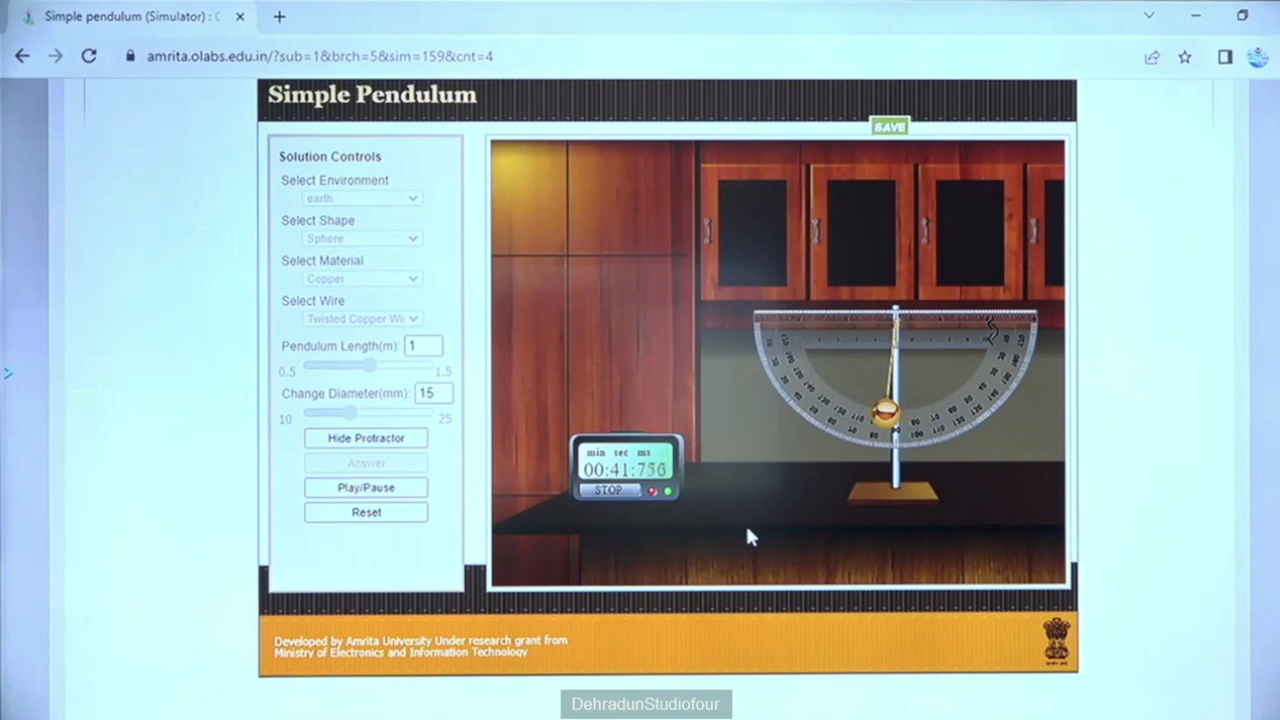 Simple pendulum (Simulator) : C
amrita.olabs.edu.in/?sub=1&brch=5&sim=159&cnt=4
Simple Pendulum
SAVE
Solution Controls
Select Environment
earth
Select Shape
Sphere
Select Material
Copper
Select Wire
Twisted Copper Wi
Pendulum Length(m): 1
0.5 1.5
Change Diameter(mm): 15
10 25
Hide Protractor
Answer
Play/Pause
Reset
min sec ms
00:41:756
STOP
Developed by Amrita University Under research grant from
Ministry of Electronics and Information Technology
DehradunStudiofour